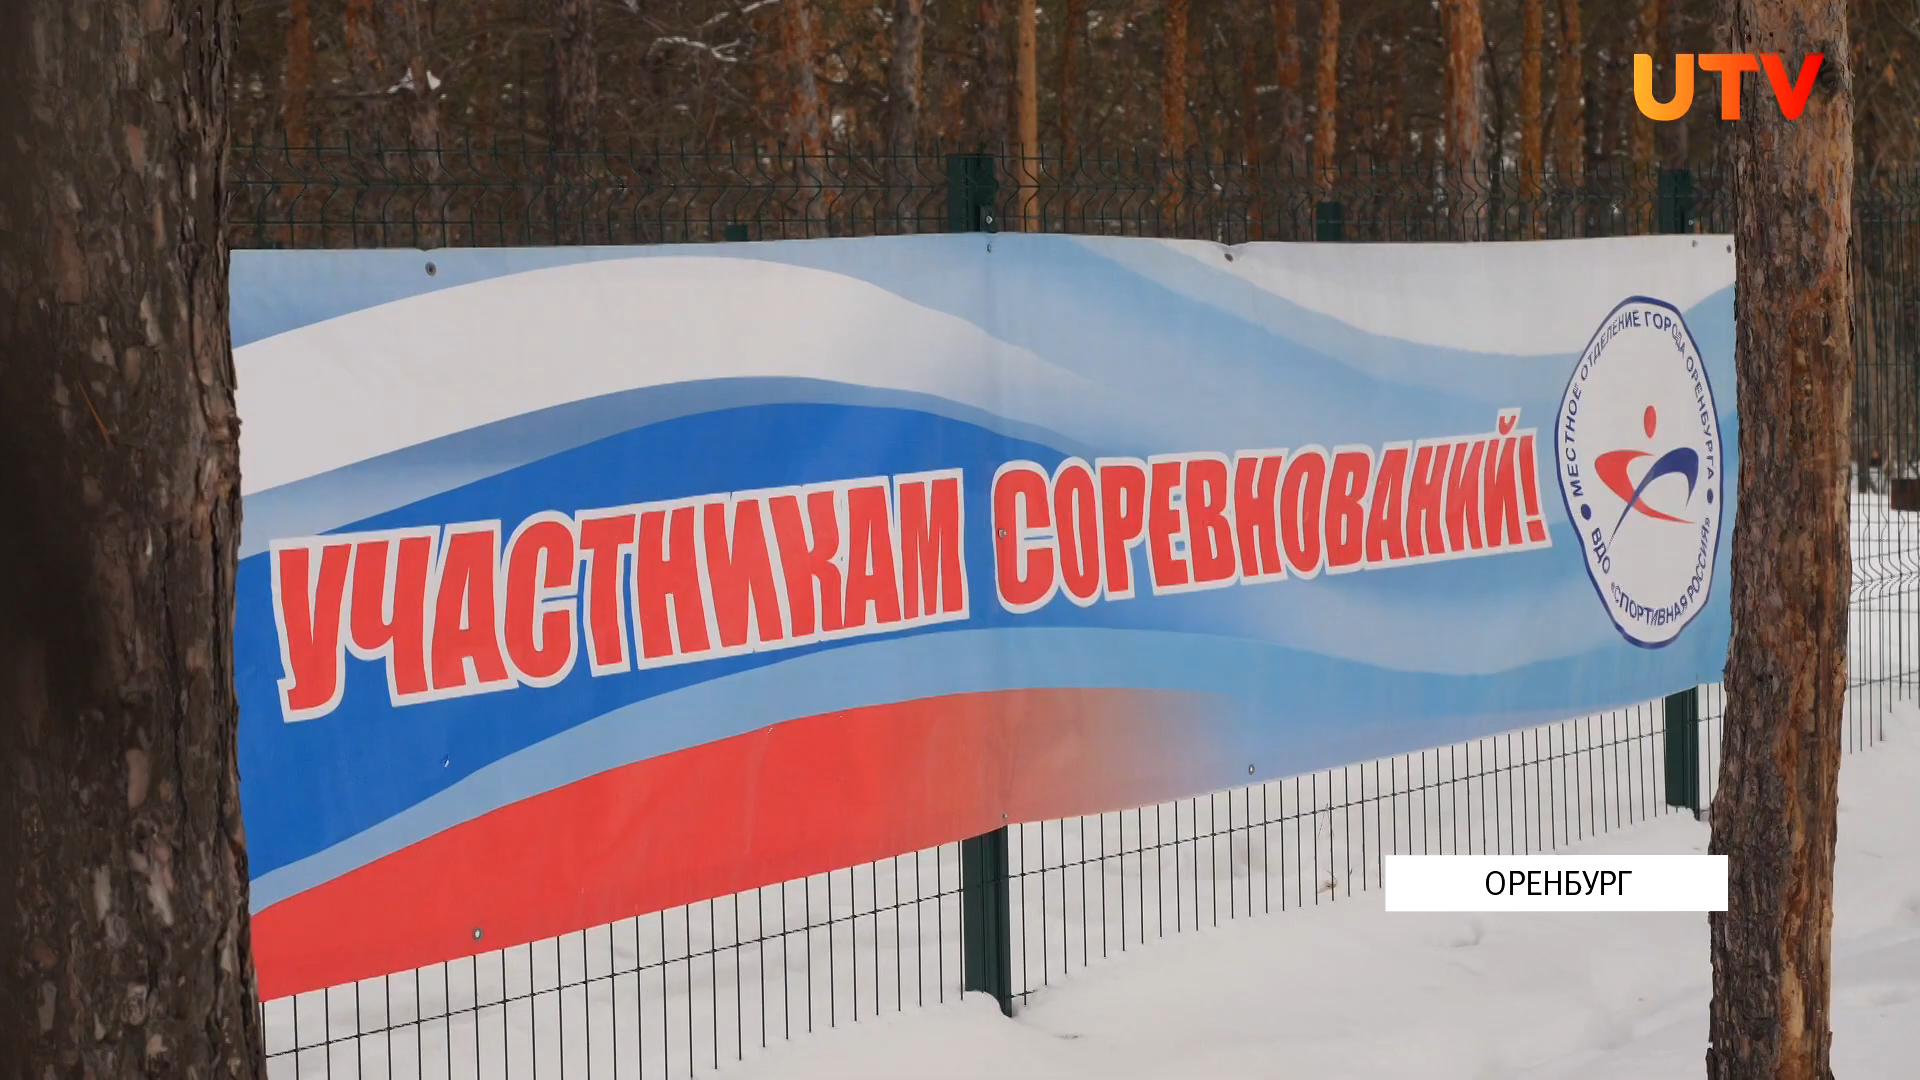 UTV
УЧАСТНИКАМ СОРЕВНОВАНИЙ!
МЕСТНОЕ ОТДЕЛЕНИЕ ГОРОДА ОРЕНБУРГА
ВДО «СПОРТИВНАЯ РОССИЯ»
ОРЕНБУРГ